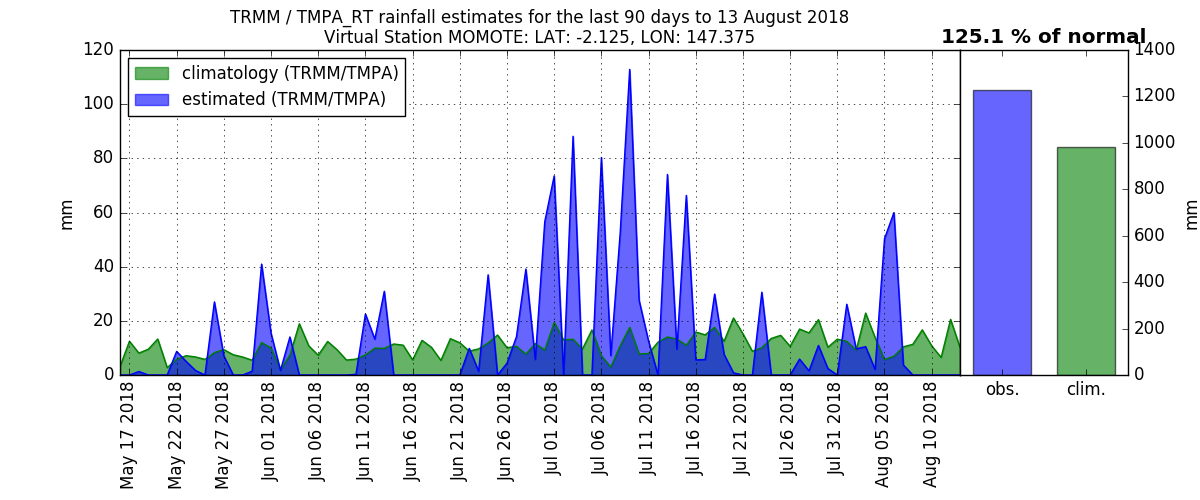 TRMM / TMPA_RT rainfall estimates for the last 90 days to 13 August 2018
Virtual Station MOMOTE: LAT: -2.125, LON: 147.375
125.1 % of normal
climatology (TRMM/TMPA)
estimated (TRMM/TMPA)
120
100
80
60
40
20
0
mm
May 17 2018
May 22 2018
May 27 2018
Jun 01 2018
Jun 06 2018
Jun 11 2018
Jun 16 2018
Jun 21 2018
Jun 26 2018
Jul 01 2018
Jul 06 2018
Jul 11 2018
Jul 16 2018
Jul 21 2018
Jul 26 2018
Jul 31 2018
Aug 05 2018
Aug 10 2018
1400
1200
1000
800
600
400
200
0
mm
obs.
clim.